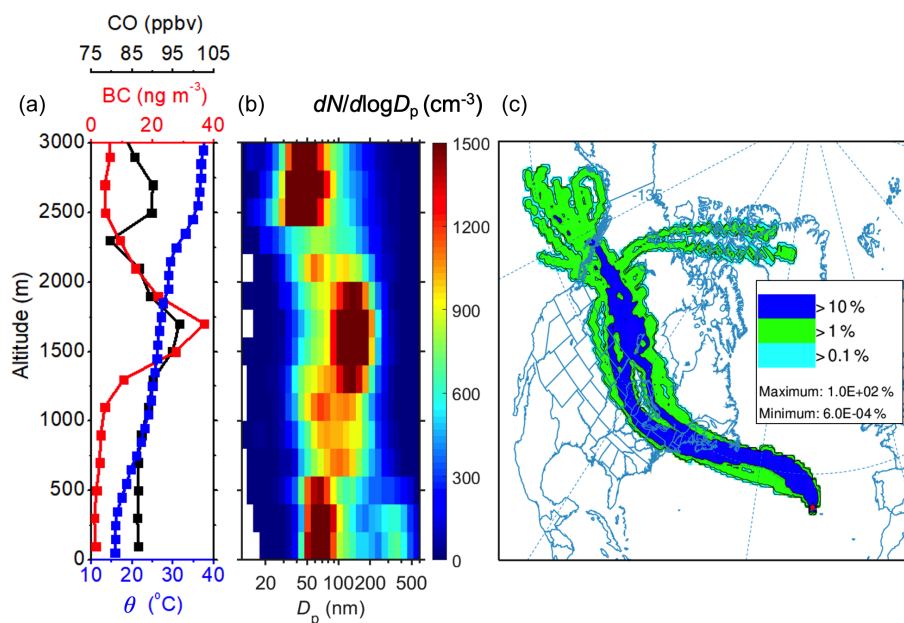 CO (ppbv)
75 85 95 105
(a) BC (ng m⁻³)
0 20 40
3000
2500
2000
1500
1000
500
0
Altitude (m)
10 20 30 40
θ (°C)
(b) dN/dlogDp (cm⁻³)
1500
1200
900
600
300
0
20 50 100 200 500
Dp (nm)
(c)
-135
>10 %
>1 %
>0.1 %
Maximum: 1.0E+02 %
Minimum: 6.0E-04 %